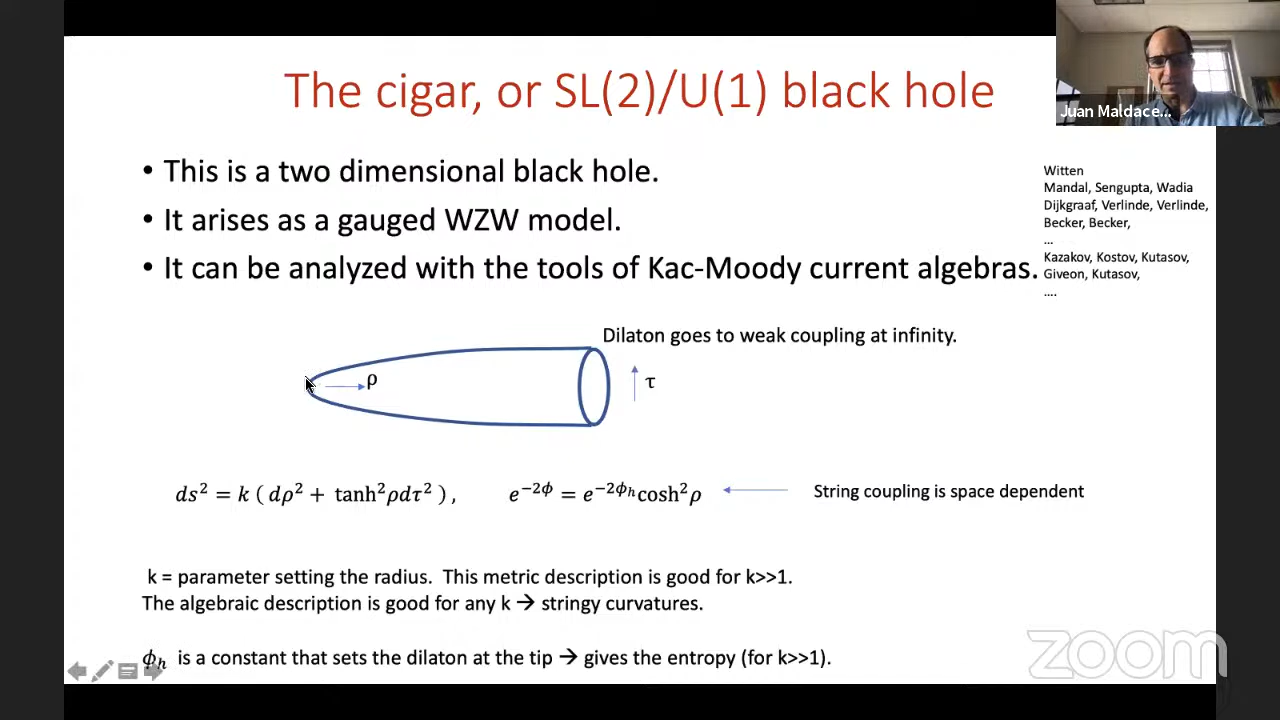 The cigar, or SL(2)/U(1) black hole
Juan Maldace...
• This is a two dimensional black hole.
• It arises as a gauged WZW model.
• It can be analyzed with the tools of Kac-Moody current algebras.
Witten
Mandal, Sengupta, Wadia
Dijkgraaf, Verlinde, Verlinde,
Becker, Becker,
...
Kazakov, Kostov, Kutasov,
Giveon, Kutasov,
....
Dilaton goes to weak coupling at infinity.
ρ
τ
ds² = k ( dρ² + tanh²ρdτ² ) , e^{-2ϕ} = e^{-2ϕ_h}cosh²ρ
String coupling is space dependent
k = parameter setting the radius. This metric description is good for k>>1.
The algebraic description is good for any k → stringy curvatures.
ϕ_h is a constant that sets the dilaton at the tip → gives the entropy (for k>>1).
zoom